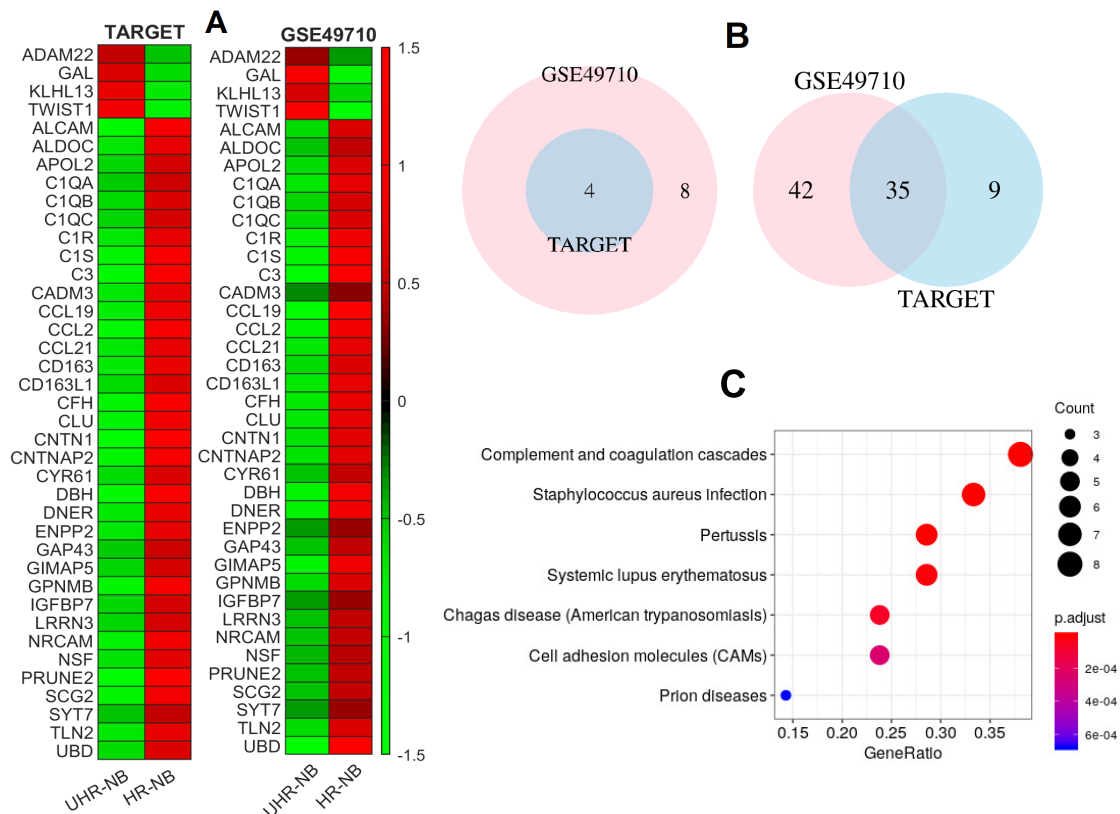 A
TARGET
ADAM22
GAL
KLHL13
TWIST1
ALCAM
ALDOC
APOL2
C1QA
C1QB
C1QC
C1R
C1S
C3
CADM3
CCL19
CCL2
CCL21
CD163
CD163L1
CFH
CLU
CNTN1
CNTNAP2
CYR61
DBH
DNER
ENPP2
GAP43
GIMAP5
GPNMB
IGFBP7
LRRN3
NRCAM
NSF
PRUNE2
SCG2
SYT7
TLN2
UBD
UHR-NB
HR-NB
GSE49710
ADAM22
GAL
KLHL13
TWIST1
ALCAM
ALDOC
APOL2
C1QA
C1QB
C1QC
C1R
C1S
C3
CADM3
CCL19
CCL2
CCL21
CD163
CD163L1
CFH
CLU
CNTN1
CNTNAP2
CYR61
DBH
DNER
ENPP2
GAP43
GIMAP5
GPNMB
IGFBP7
LRRN3
NRCAM
NSF
PRUNE2
SCG2
SYT7
TLN2
UBD
UHR-NB
HR-NB
1.5
1
0.5
0
-0.5
-1
-1.5
B
GSE49710
4
8
TARGET
GSE49710
42
35
9
TARGET
C
Complement and coagulation cascades
Staphylococcus aureus infection
Pertussis
Systemic lupus erythematosus
Chagas disease (American trypanosomiasis)
Cell adhesion molecules (CAMs)
Prion diseases
0.15
0.20
0.25
0.30
0.35
GeneRatio
Count
3
4
5
6
7
8
p.adjust
2e-04
4e-04
6e-04